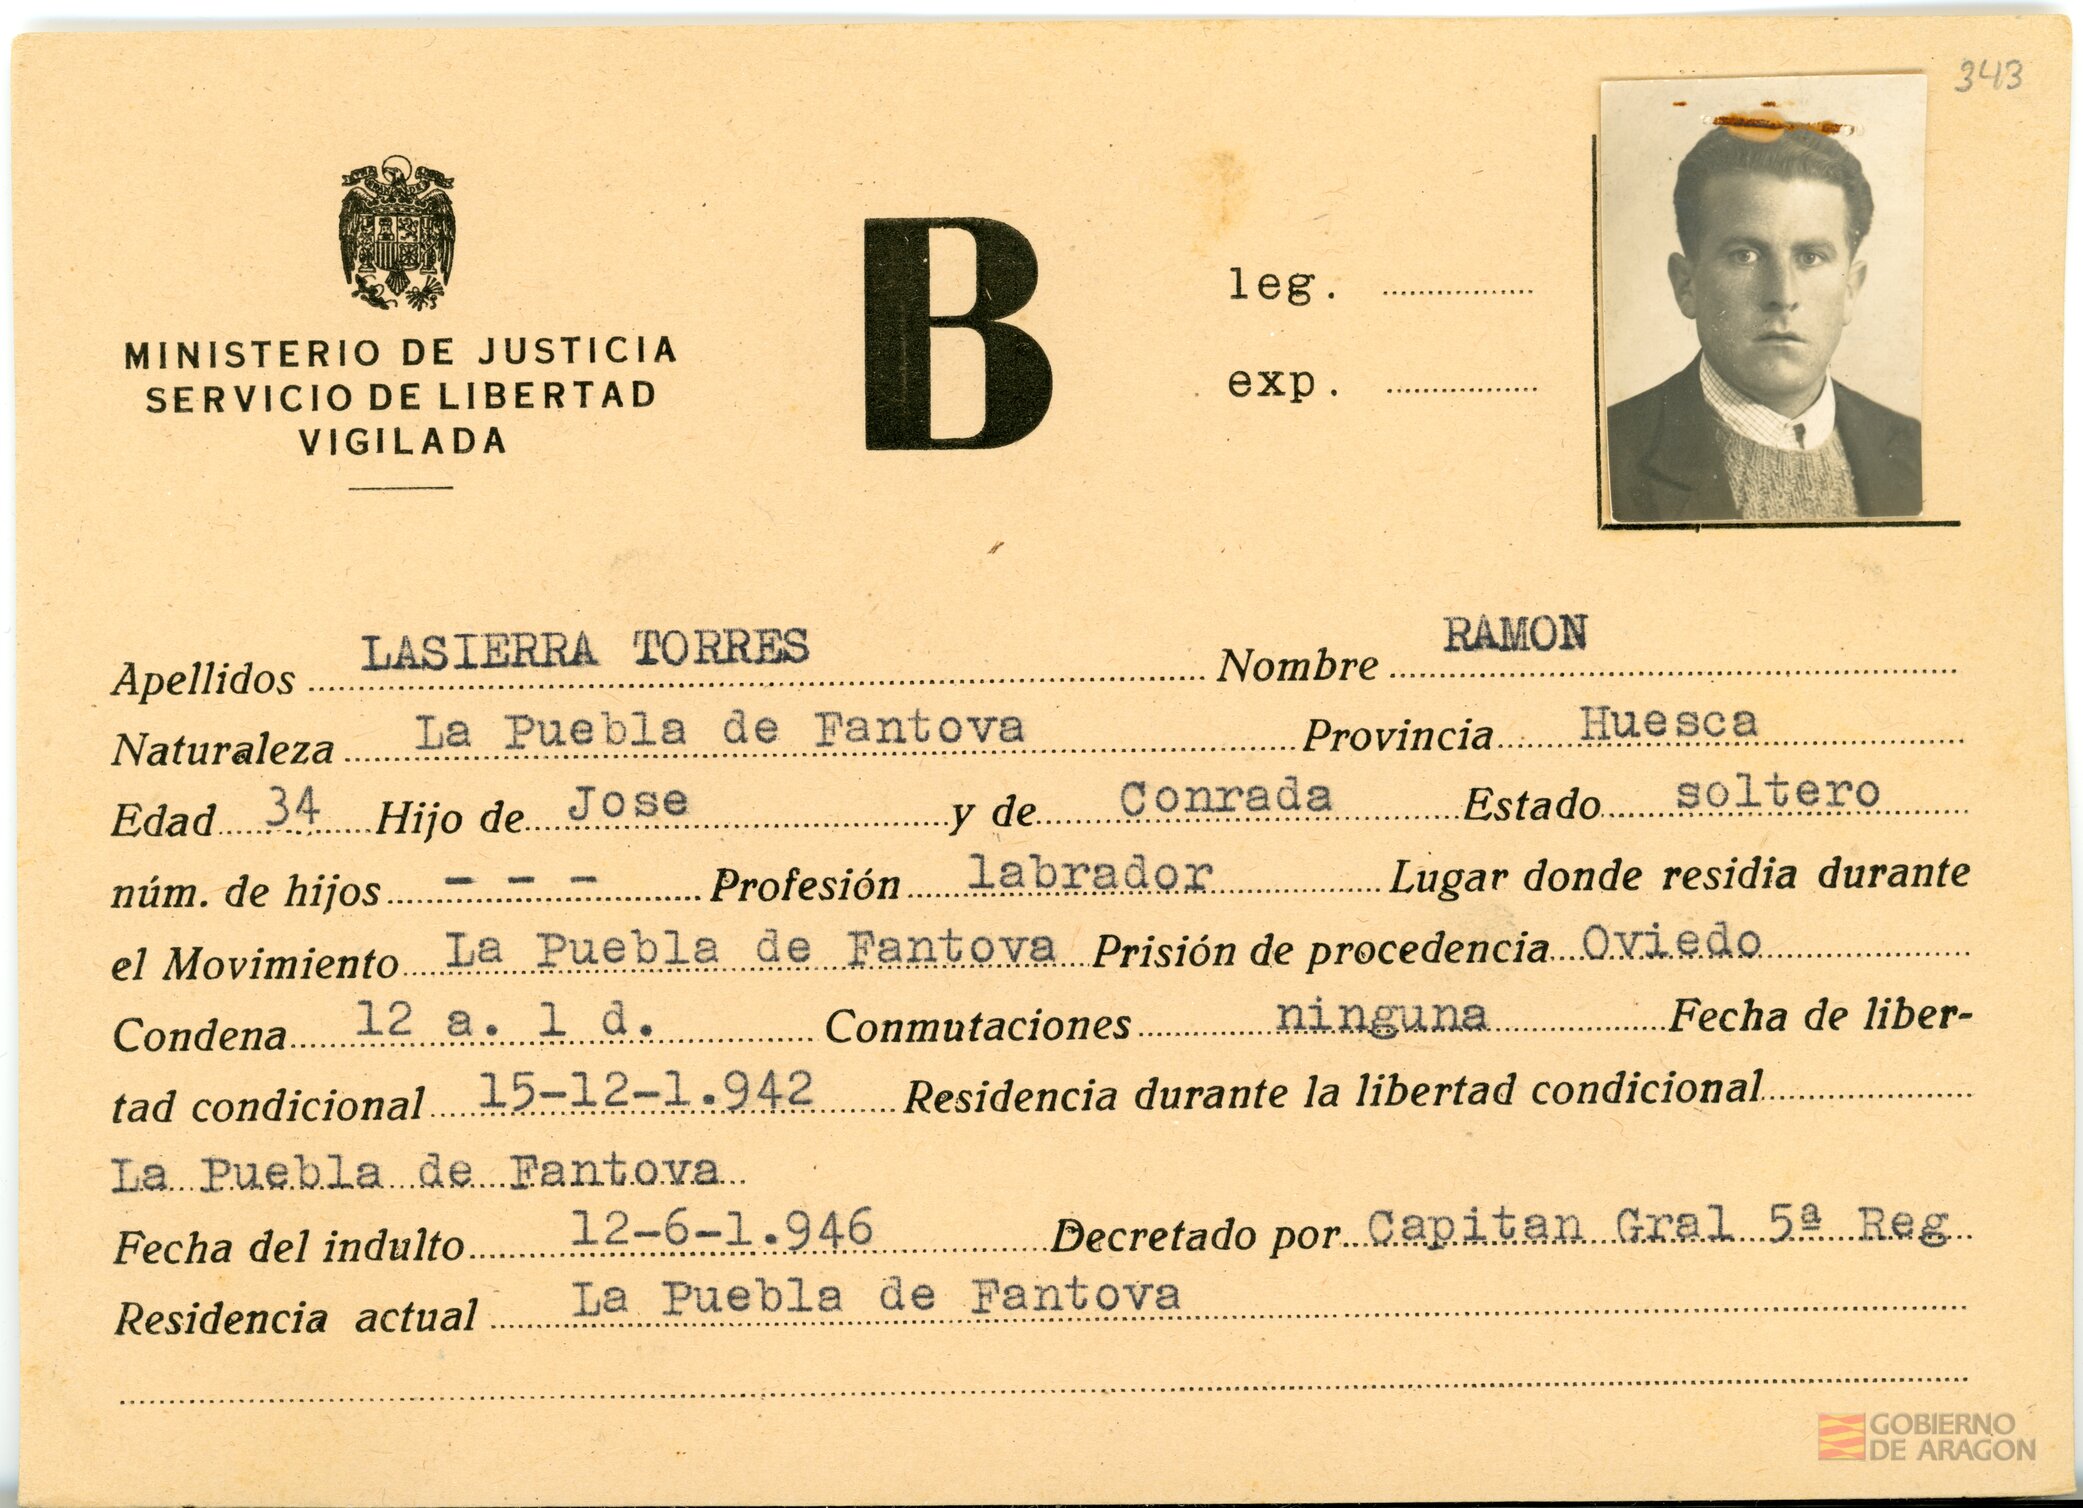 343
MINISTERIO DE JUSTICIA
SERVICIO DE LIBERTAD
VIGILADA
B
leg. ....................
exp. ....................
Apellidos LASIERRA TORRES Nombre RAMON
Naturaleza La Puebla de Fantova Provincia Huesca
Edad 34 Hijo de Jose y de Conrada Estado soltero
núm. de hijos - - - Profesión labrador Lugar donde residia durante
el Movimiento La Puebla de Fantova Prisión de procedencia Oviedo
Condena 12 a. 1 d. Conmutaciones ninguna Fecha de liber-
tad condicional 15-12-1.942 Residencia durante la libertad condicional
La Puebla de Fantova
Fecha del indulto 12-6-1.946 Decretado por Capitan Gral 5ª Reg
Residencia actual La Puebla de Fantova
GOBIERNO
DE ARAGON